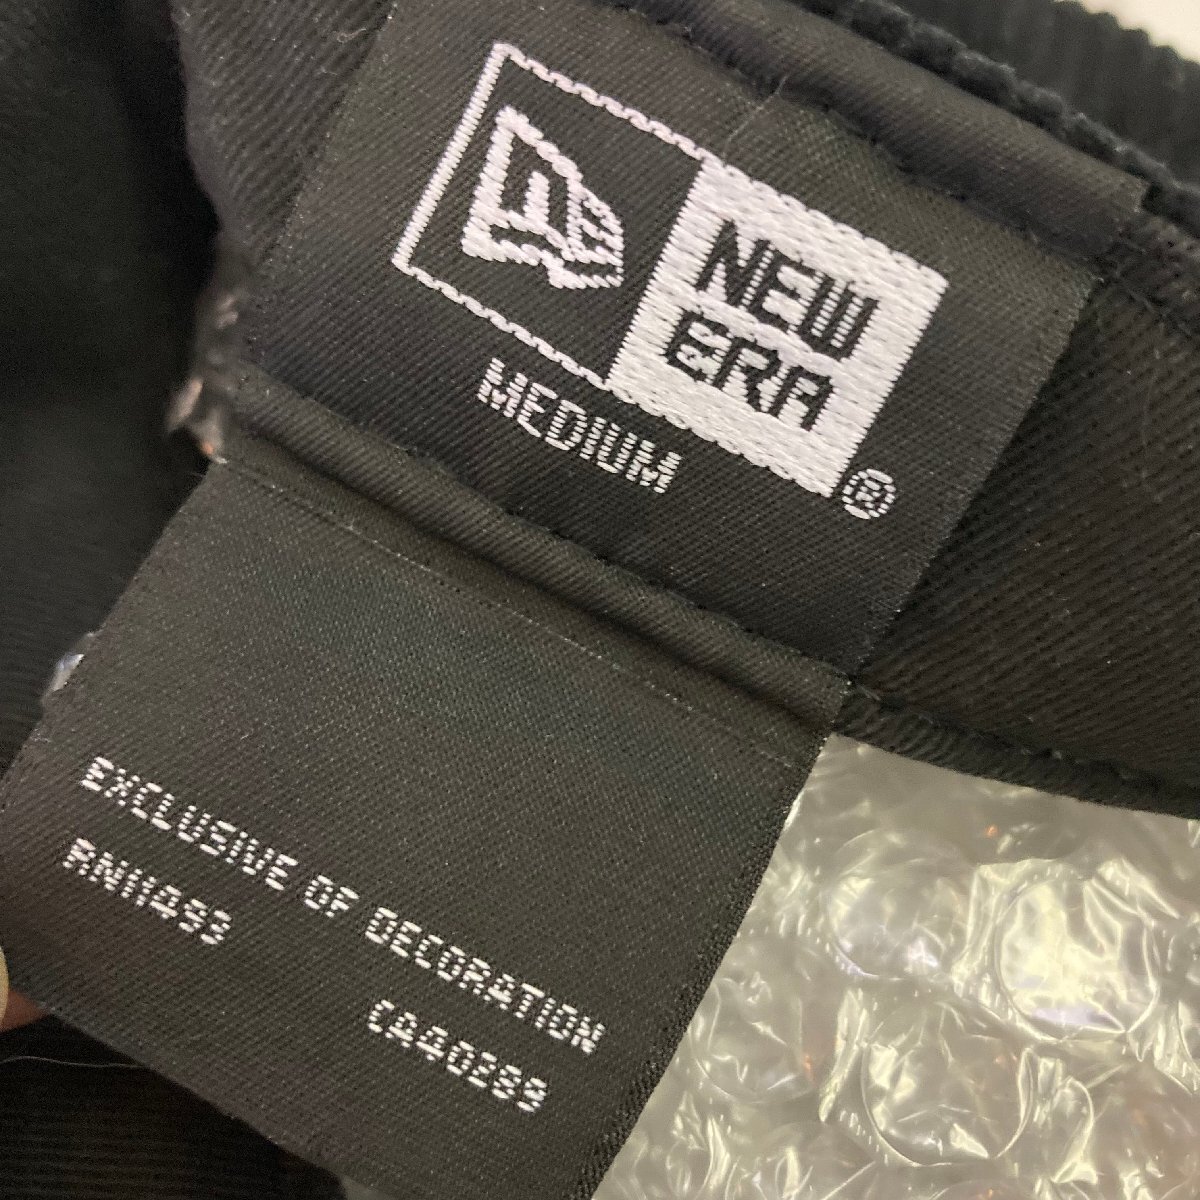 NEW
ERA
®
MEDIUM
EXCLUSIVE OF DECORATION
RN11493
CA40289